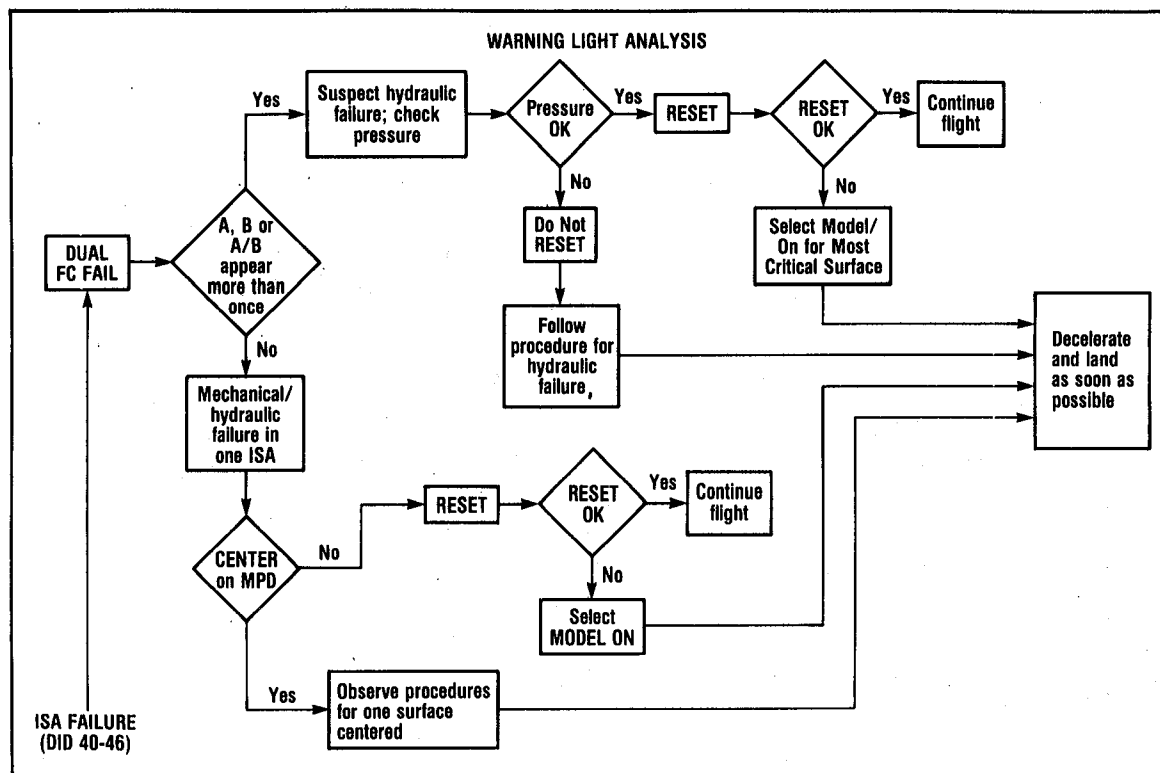 WARNING LIGHT ANALYSIS
Yes
Suspect hydraulic
failure; check
pressure
Pressure
OK
Yes
RESET
RESET
OK
Yes
Continue
flight
No
Do Not
RESET
No
Select Model/
On for Most
Critical Surface
DUAL
FC FAIL
A, B or
A/B
appear
more than
once
Follow
procedure for
hydraulic
failure,
Decelerate
and land
as soon as
possible
No
Mechanical/
hydraulic
failure in
one ISA
CENTER
on MPD
No
RESET
RESET
OK
Yes
Continue
flight
No
Select
MODEL ON
Yes
Observe procedures
for one surface
centered
ISA FAILURE
(DID 40-46)